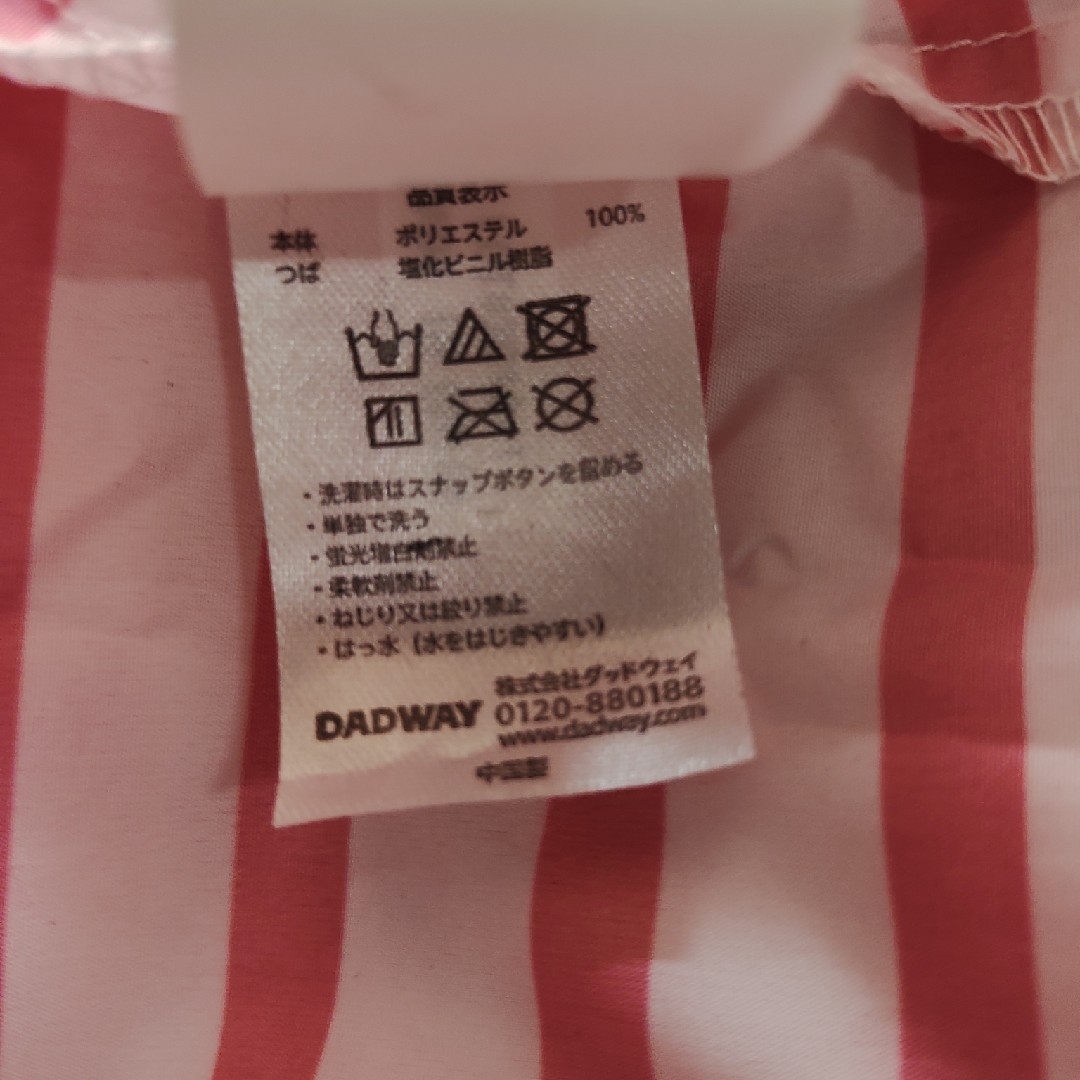 品質表示
本体 ポリエステル 100%
つば 塩化ビニル樹脂
・洗濯時はスナップボタンを留める
・単独で洗う
・蛍光増白剤禁止
・柔軟剤禁止
・ねじり又は絞り禁止
・はっ水（水をはじきやすい）
株式会社ダッドウェイ
DADWAY 0120-880188
www.dadway.com
中国製